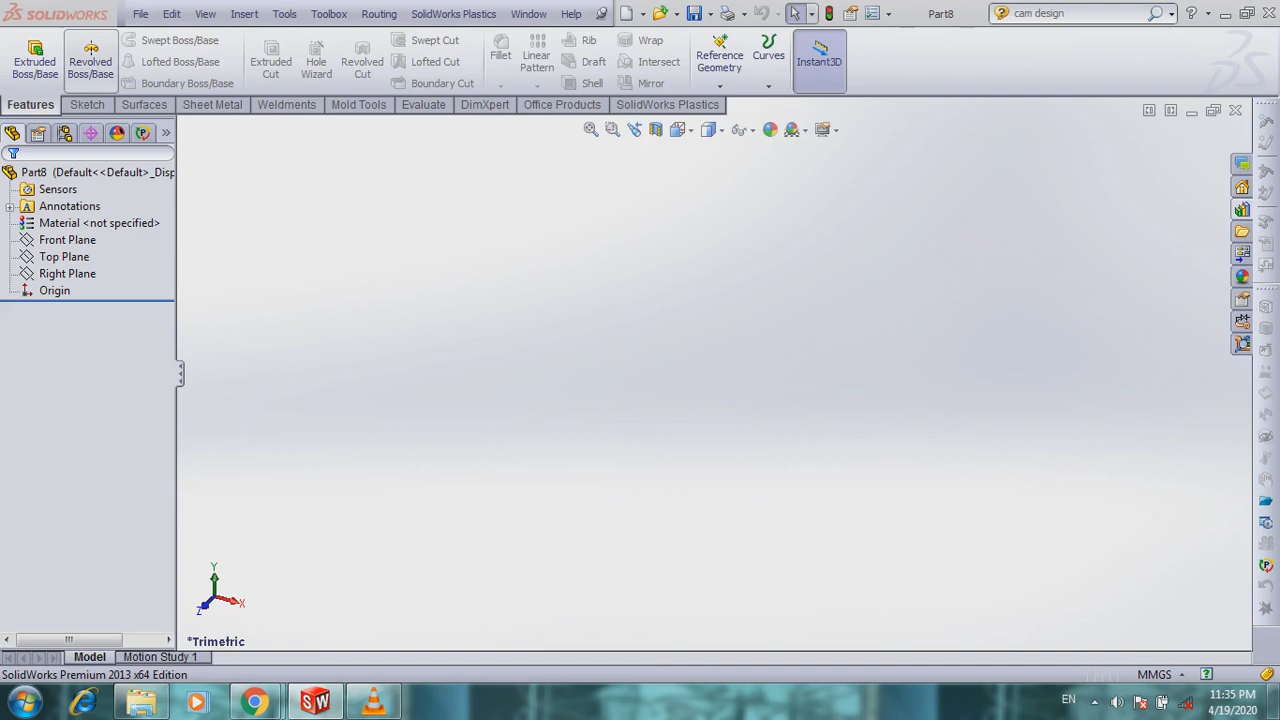 SOLIDWORKS File Edit View Insert Tools Toolbox Routing SolidWorks Plastics Window Help Part8 cam design
Extruded Boss/Base
Revolved Boss/Base
Swept Boss/Base
Lofted Boss/Base
Boundary Boss/Base
Extruded Cut
Hole Wizard
Revolved Cut
Swept Cut
Lofted Cut
Boundary Cut
Fillet
Linear Pattern
Rib
Draft
Shell
Wrap
Intersect
Mirror
Reference Geometry
Curves
Instant3D
Features Sketch Surfaces Sheet Metal Weldments Mold Tools Evaluate DimXpert Office Products SolidWorks Plastics
Part8 (Default<<Default>_Disp
Sensors
Annotations
Material <not specified>
Front Plane
Top Plane
Right Plane
Origin
Y
X
Z
*Trimetric
Model Motion Study 1
SolidWorks Premium 2013 x64 Edition MMGS
EN 11:35 PM
4/19/2020